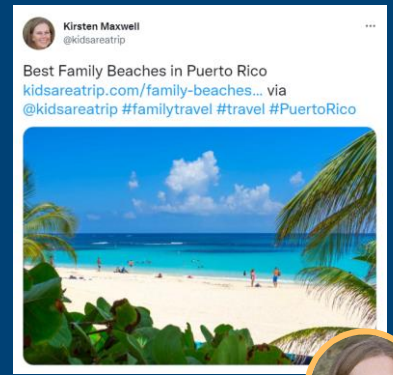 Kirsten Maxwell
@kidsareatrip
Best Family Beaches in Puerto Rico
kidsareatrip.com/family-beaches... via
@kidsareatrip #familytravel #travel #PuertoRico